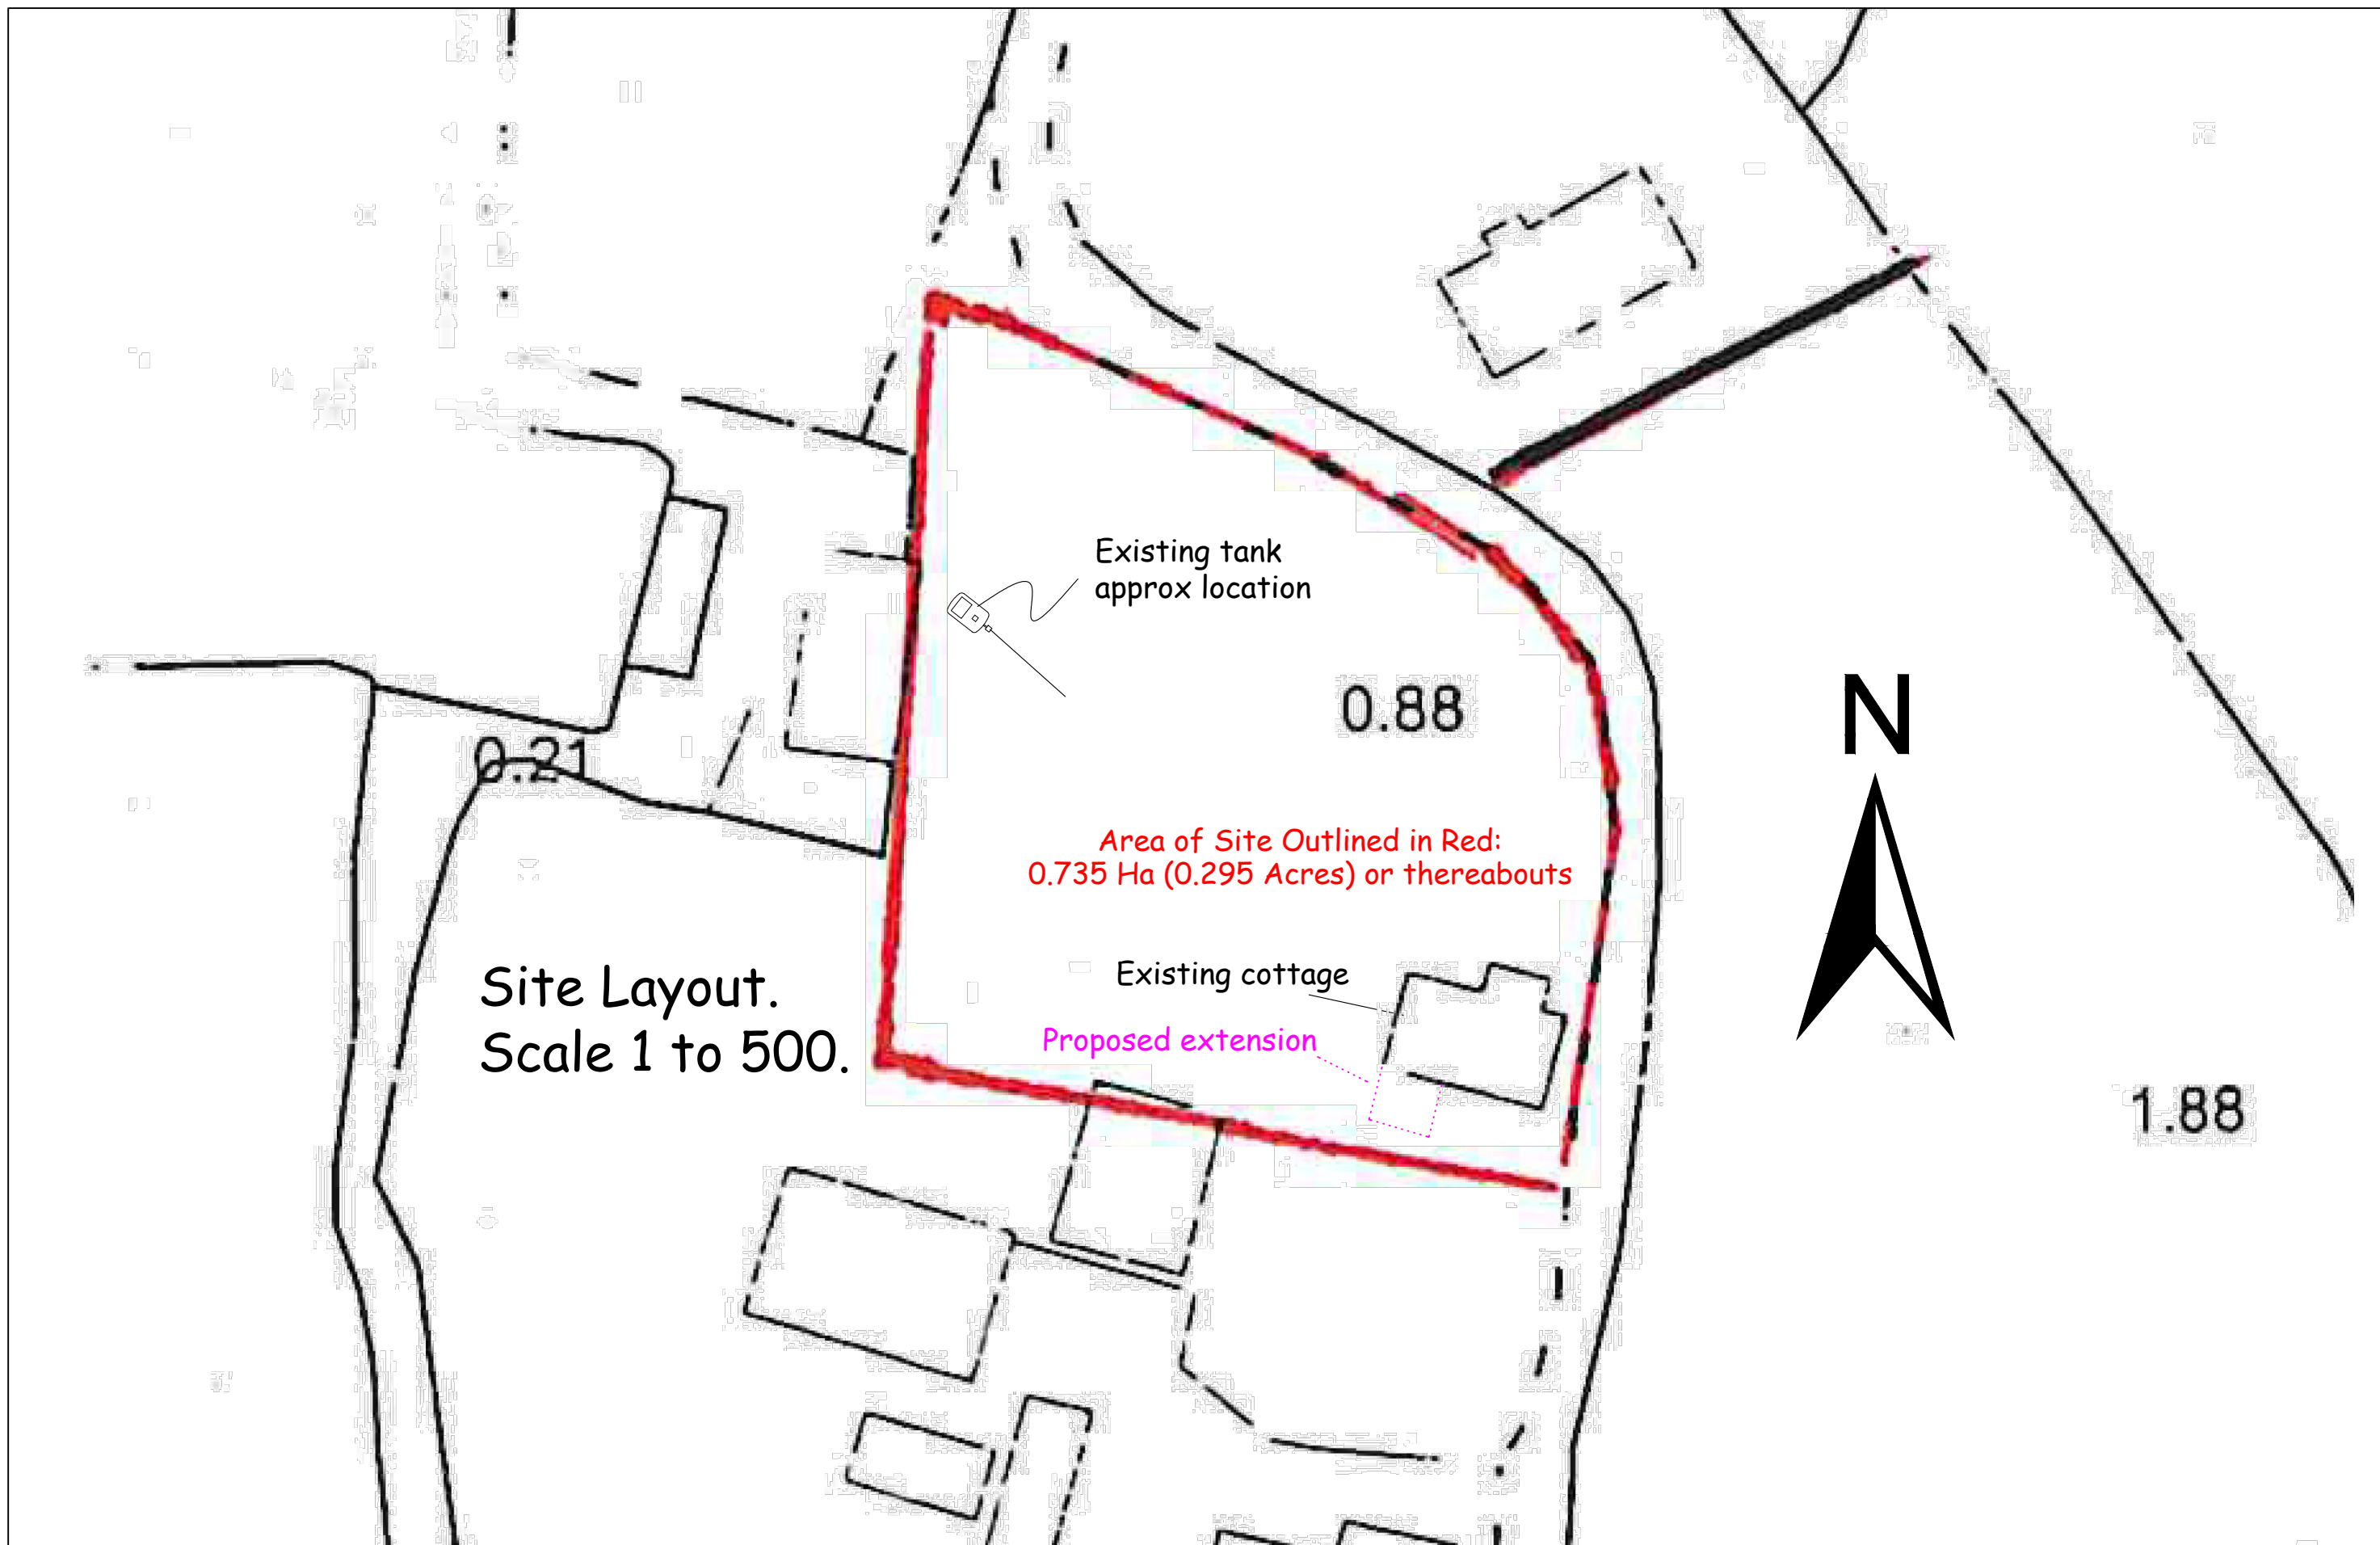 Existing tank
approx location
N
0.88
0.21
Area of Site Outlined in Red:
0.735 Ha (0.295 Acres) or thereabouts
Site Layout.
Scale 1 to 500.
Existing cottage
Proposed extension
1.88